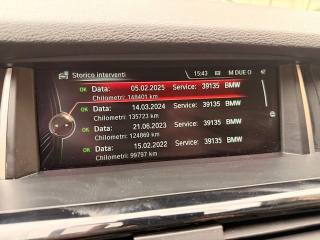 Storico interventi 15:43 M DUE O
OK Data: 05.02.2025 Service: 39135 BMW
Chilometri: 148401 km
OK Data: 14.03.2024 Service: 39135 BMW
Chilometri: 135723 km
OK Data: 21.06.2023 Service: 39135 BMW
Chilometri: 124869 km
OK Data: 15.02.2022 Service: 39135 BMW
Chilometri: 99797 km